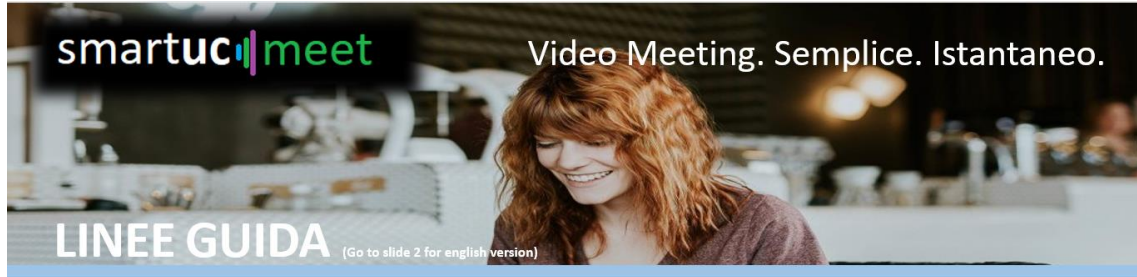 smartuc meet
Video Meeting. Semplice. Istantaneo.
LINEE GUIDA (Go to slide 2 for english version)